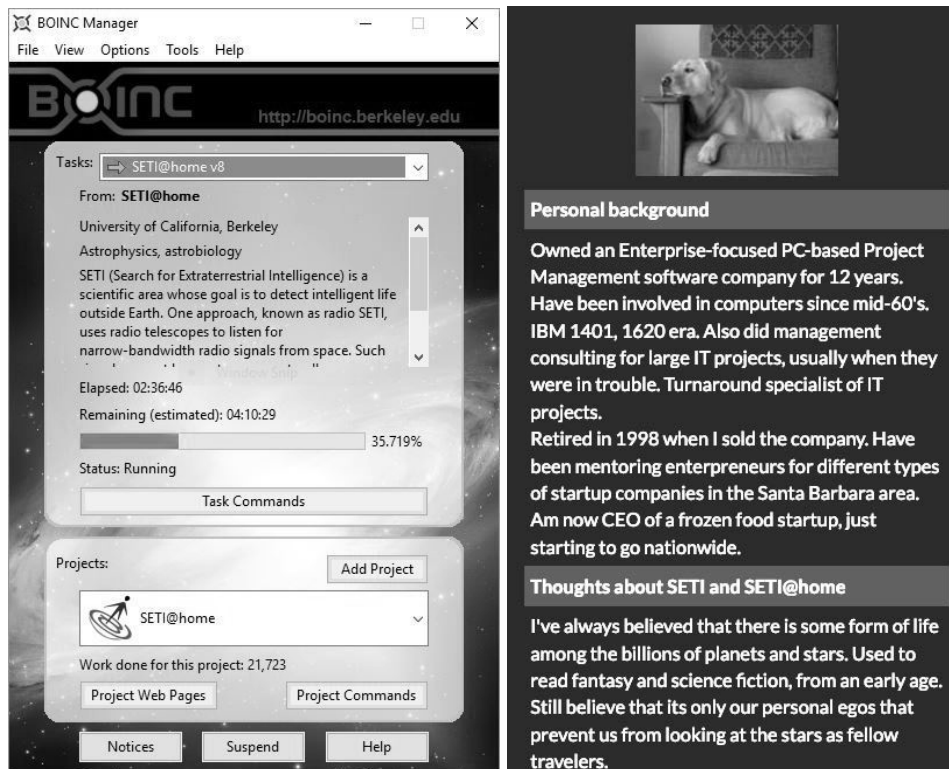 BOINC Manager
File View Options Tools Help
BOINC
http://boinc.berkeley.edu
Tasks: SETI@home v8
From: SETI@home
University of California, Berkeley
Astrophysics, astrobiology
SETI (Search for Extraterrestrial Intelligence) is a
scientific area whose goal is to detect intelligent life
outside Earth. One approach, known as radio SETI,
uses radio telescopes to listen for
narrow-bandwidth radio signals from space. Such
Window Snip
Elapsed: 02:36:46
Remaining (estimated): 04:10:29
35.719%
Status: Running
Task Commands
Projects:
Add Project
SETI@home
Work done for this project: 21,723
Project Web Pages Project Commands
Notices Suspend Help
Personal background
Owned an Enterprise-focused PC-based Project
Management software company for 12 years.
Have been involved in computers since mid-60's.
IBM 1401, 1620 era. Also did management
consulting for large IT projects, usually when they
were in trouble. Turnaround specialist of IT
projects.
Retired in 1998 when I sold the company. Have
been mentoring enterpreneurs for different types
of startup companies in the Santa Barbara area.
Am now CEO of a frozen food startup, just
starting to go nationwide.
Thoughts about SETI and SETI@home
I've always believed that there is some form of life
among the billions of planets and stars. Used to
read fantasy and science fiction, from an early age.
Still believe that its only our personal egos that
prevent us from looking at the stars as fellow
travelers.